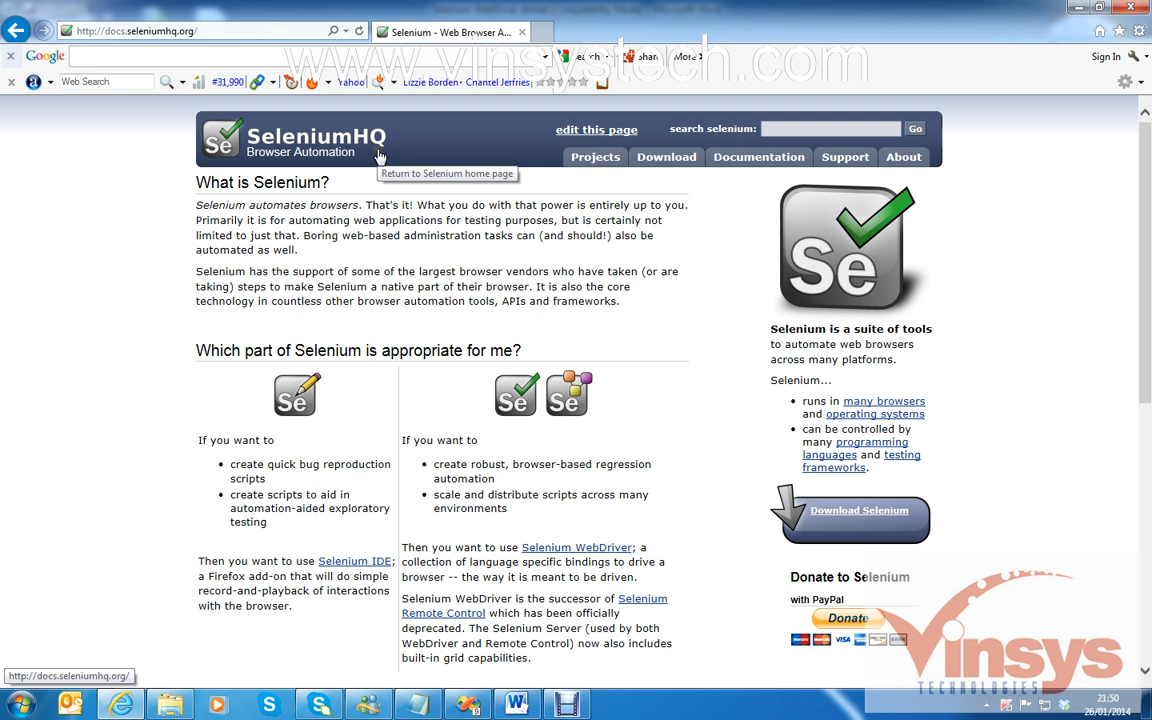 http://docs.seleniumhq.org/
Selenium - Web Browser A...
www.vinsystech.com
Google
Search
Share
More
Sign In
Web Search
#31,990
Yahoo
Lizzie Borden
Chantel Jerfries
Se
SeleniumHQ
Browser Automation
edit this page
search selenium:
Go
Projects
Download
Documentation
Support
About
Return to Selenium home page
What is Selenium?
Selenium automates browsers. That's it! What you do with that power is entirely up to you.
Primarily it is for automating web applications for testing purposes, but is certainly not
limited to just that. Boring web-based administration tasks can (and should!) also be
automated as well.
Selenium has the support of some of the largest browser vendors who have taken (or are
taking) steps to make Selenium a native part of their browser. It is also the core
technology in countless other browser automation tools, APIs and frameworks.
Which part of Selenium is appropriate for me?
Se
If you want to
• create quick bug reproduction
scripts
• create scripts to aid in
automation-aided exploratory
testing
Then you want to use Selenium IDE;
a Firefox add-on that will do simple
record-and-playback of interactions
with the browser.
Se
Se
If you want to
• create robust, browser-based regression
automation
• scale and distribute scripts across many
environments
Then you want to use Selenium WebDriver; a
collection of language specific bindings to drive a
browser -- the way it is meant to be driven.
Selenium WebDriver is the successor of Selenium
Remote Control which has been officially
deprecated. The Selenium Server (used by both
WebDriver and Remote Control) now also includes
built-in grid capabilities.
Se
Selenium is a suite of tools
to automate web browsers
across many platforms.
Selenium...
• runs in many browsers
and operating systems
• can be controlled by
many programming
languages and testing
frameworks.
Download Selenium
Donate to Selenium
with PayPal
Donate
VISA
Vinsys
TECHNOLOGIES
http://docs.seleniumhq.org/
21:50
26/01/2014